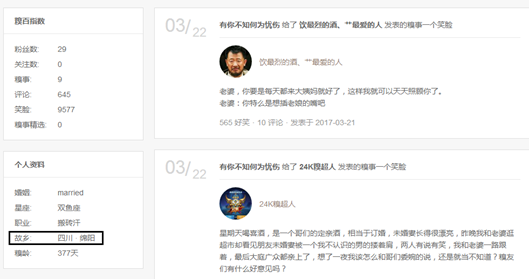 糗百指数
粉丝数: 29
关注数: 0
糗事: 9
评论: 645
笑脸: 9577
糗事精选: 0
个人资料
婚姻: married
星座: 双鱼座
职业: 搬砖汗
故乡: 四川 · 绵阳
糗龄: 377天
03/22
有你不知何为忧伤 给了 饮最烈的酒、艹最爱的人 发表的糗事一个笑脸
饮最烈的酒、艹最爱的人
老婆,你要是每天都来大姨妈就好了,这样我就可以天天照顾你了。
老婆:你特么是想插老娘的嘴吧
565 好笑 · 10 评论 · 发表于 2017-03-21
03/22
有你不知何为忧伤 给了 24K糗超人 发表的糗事一个笑脸
24K糗超人
星期天喝喜酒,是一个哥们的定亲酒,相当于订婚,未婚妻长得很漂亮,昨晚我和老婆逛
超市却看见朋友未婚妻被一个我不认识的男的搂着肩,两人有说有笑,我和老婆一路跟
着,最后大庭广众都亲上了,想了一夜我该怎么和哥们委婉的说,还是就当不知道?糗友
们有什么好意见吗?